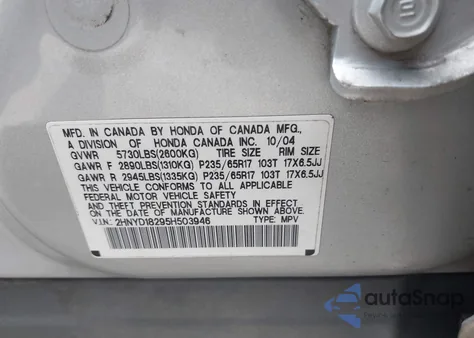 MFD. IN CANADA BY HONDA OF CANADA MFG.,
A DIVISION OF HONDA CANADA INC. 10/04
GVWR 5730LBS(2600KG) TIRE SIZE RIM SIZE
GAWR F 2890LBS(1310KG) P235/65R17 103T 17X6.5JJ
GAWR R 2945LBS(1335KG) P235/65R17 103T 17X6.5JJ
THIS VEHICLE CONFORMS TO ALL APPLICABLE
FEDERAL MOTOR VEHICLE SAFETY
AND THEFT PREVENTION STANDARDS IN EFFECT
ON THE DATE OF MANUFACTURE SHOWN ABOVE.
V.I.N.: 2HNYD18295H503946 TYPE: MPV
autoSnap